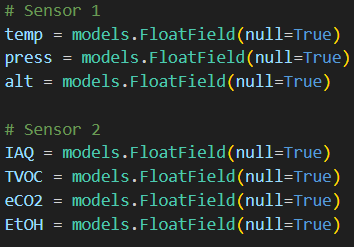 # Sensor 1
temp = models.FloatField(null=True)
press = models.FloatField(null=True)
alt = models.FloatField(null=True)
# Sensor 2
IAQ = models.FloatField(null=True)
TVOC = models.FloatField(null=True)
eCO2 = models.FloatField(null=True)
EtOH = models.FloatField(null=True)